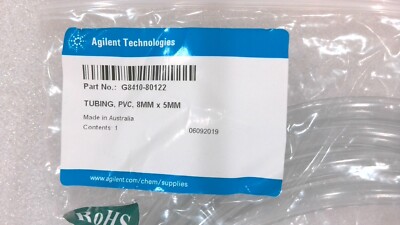 Agilent Technologies
Part No.: G8410-80122
TUBING, PVC, 8MM x 5MM
Made in Australia
Contents: 1
06092019
www.agilent.com/chem/supplies
RoHS